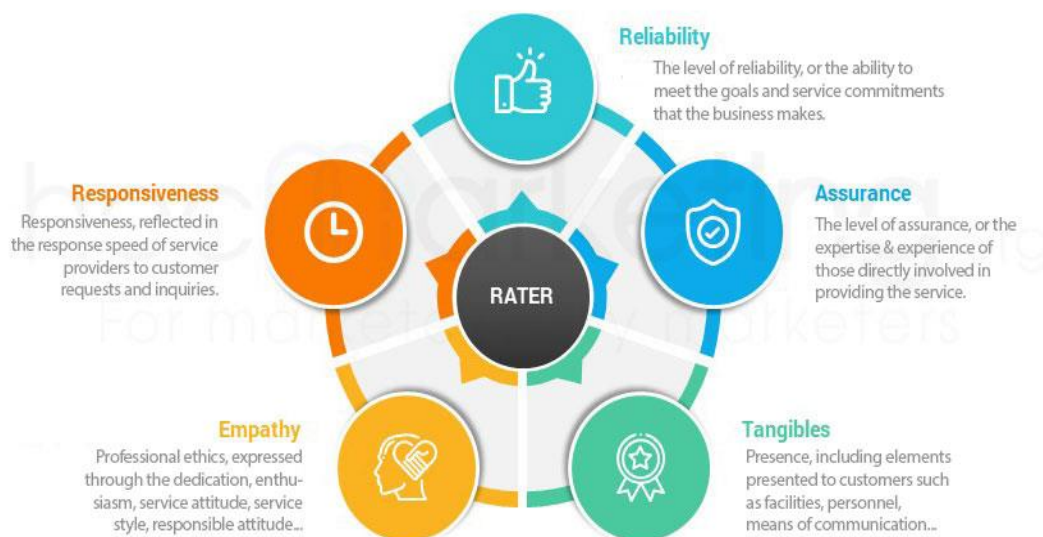 Reliability
The level of reliability, or the ability to
meet the goals and service commitments
that the business makes.
Assurance
The level of assurance, or the
expertise & experience of
those directly involved in
providing the service.
Tangibles
Presence, including elements
presented to customers such
as facilities, personnel,
means of communication...
Empathy
Professional ethics, expressed
through the dedication, enthu-
siasm, service attitude, service
style, responsible attitude...
Responsiveness
Responsiveness, reflected in
the response speed of service
providers to customer
requests and inquiries.
RATER